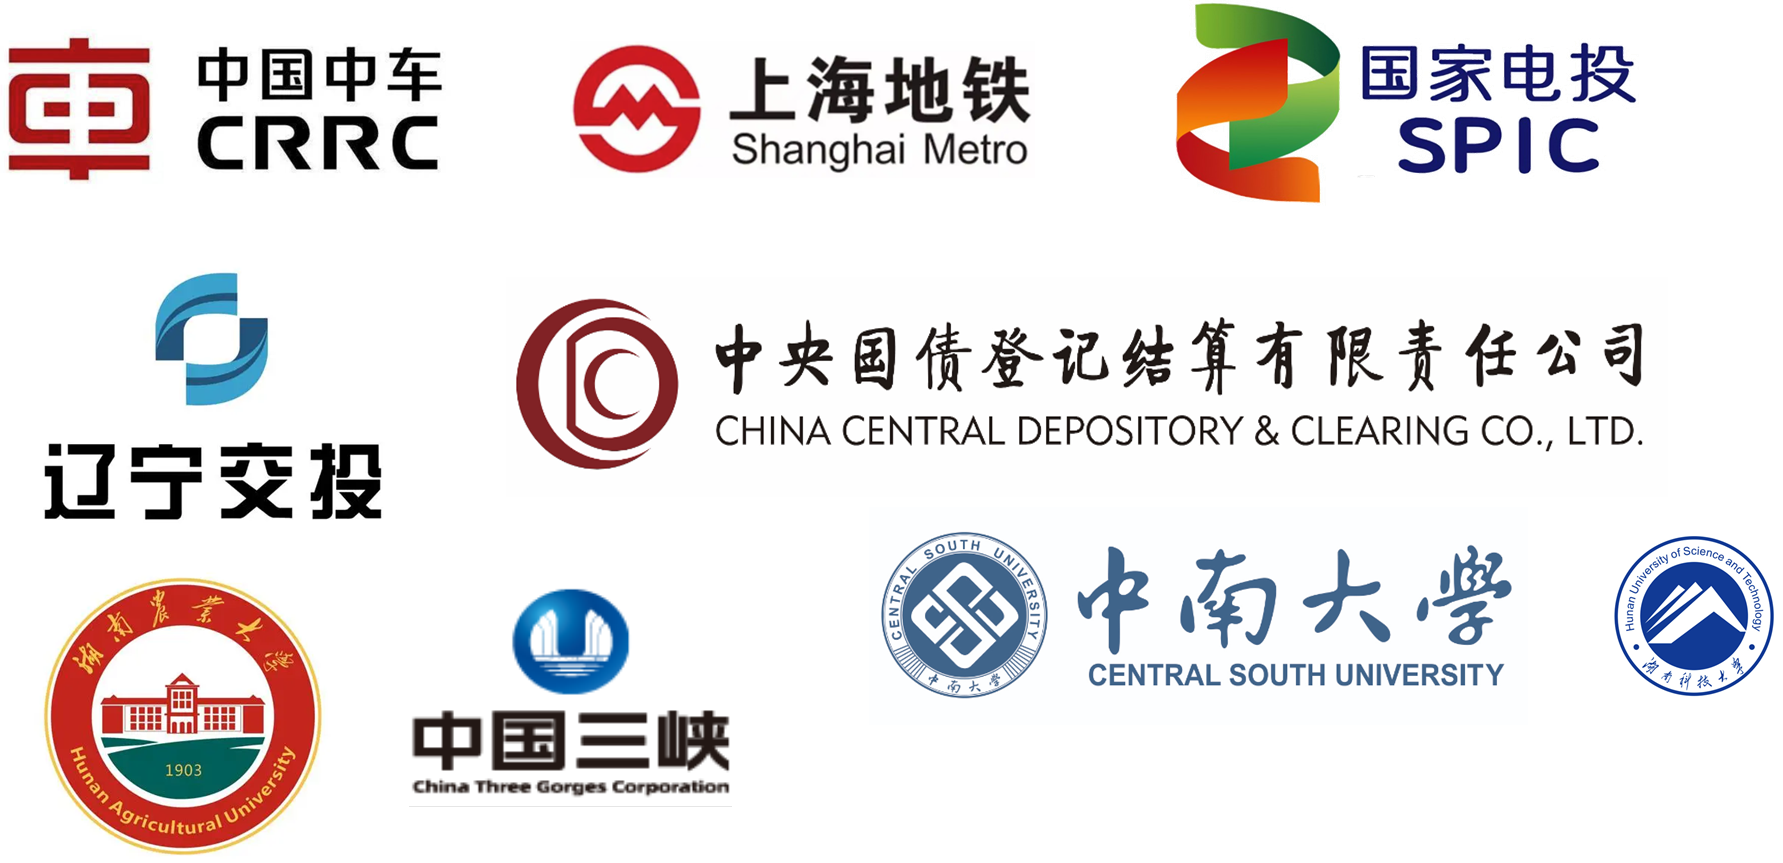 中国中车
CRRC
上海地铁
Shanghai Metro
国家电投
SPIC
辽宁交投
中央国债登记结算有限责任公司
CHINA CENTRAL DEPOSITORY & CLEARING CO., LTD.
湖南农业大学
1903
Hunan Agricultural University
中国三峡
China Three Gorges Corporation
CENTRAL SOUTH UNIVERSITY
中南大学
中南大學
CENTRAL SOUTH UNIVERSITY
Hunan University of Science and Technology
湖南科技大学